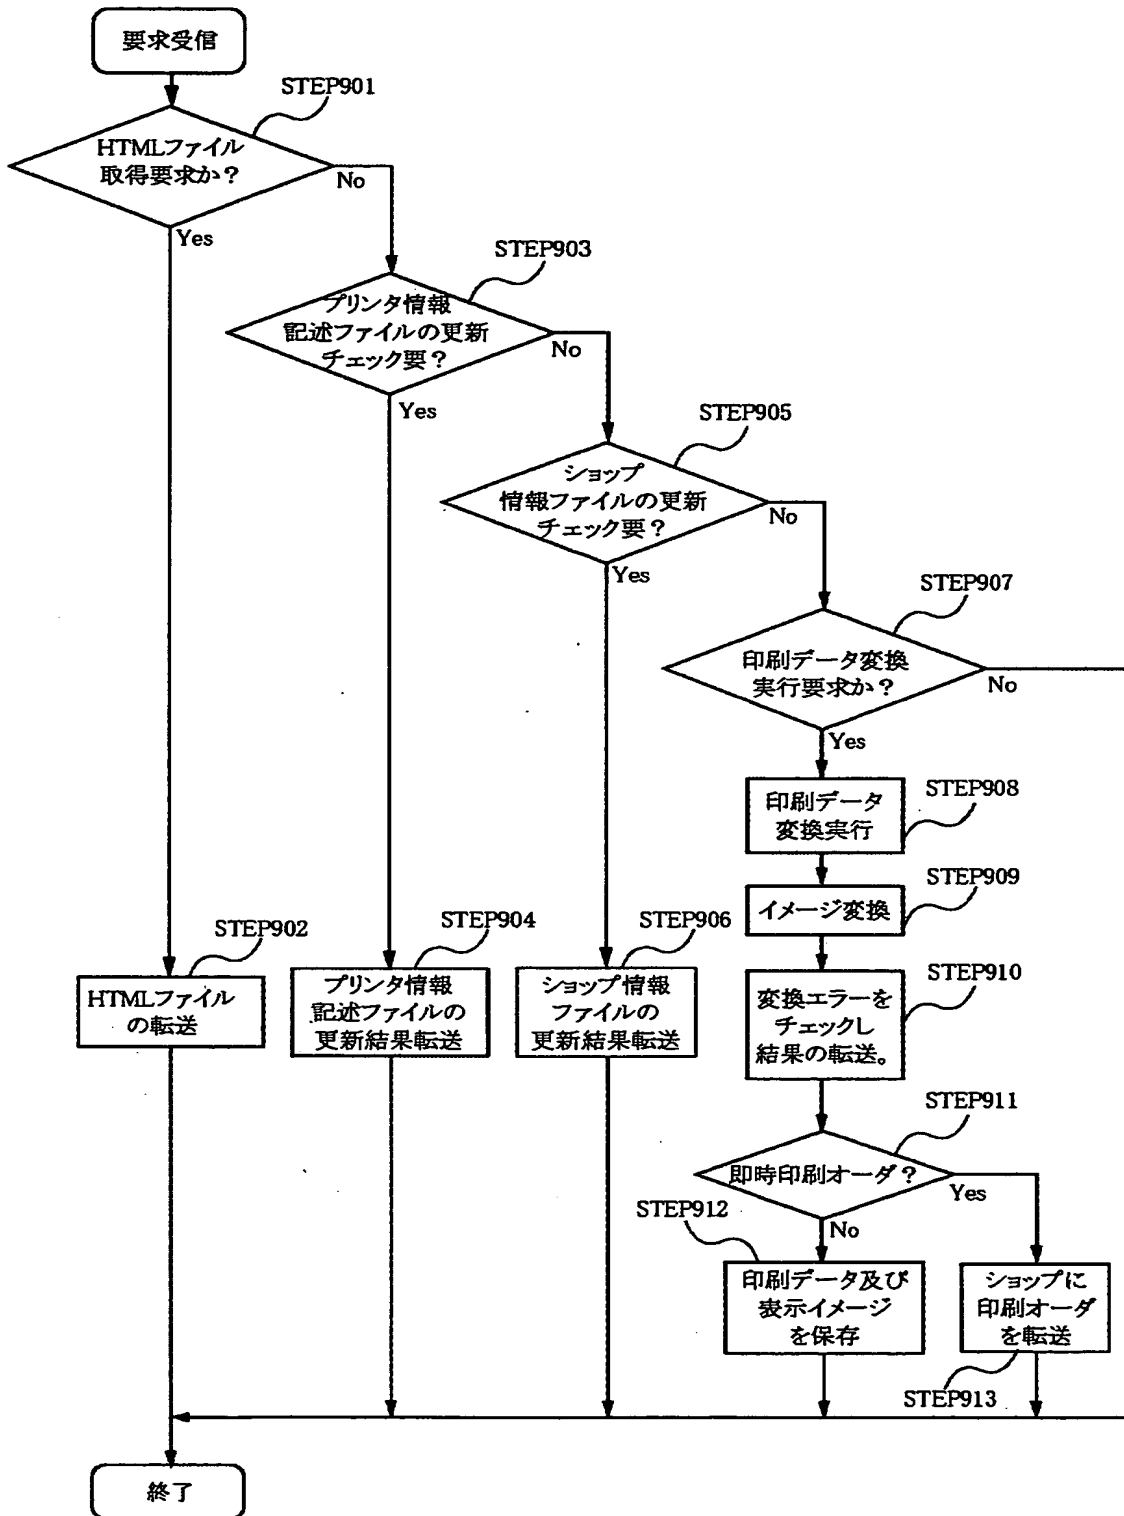 要求受信
STEP901
HTMLファイル
取得要求か？
No
Yes
STEP903
プリンタ情報
記述ファイルの更新
チェック要？
No
Yes
STEP905
ショップ
情報ファイルの更新
チェック要？
No
Yes
STEP907
印刷データ変換
実行要求か？
No
Yes
STEP908
印刷データ
変換実行
STEP909
イメージ変換
STEP902
HTMLファイル
の転送
STEP904
プリンタ情報
記述ファイルの
更新結果転送
STEP906
ショップ情報
ファイルの
更新結果転送
STEP910
変換エラーを
チェックし
結果の転送。
STEP911
即時印刷オーダ？
Yes
No
STEP912
印刷データ及び
表示イメージ
を保存
ショップに
印刷オーダ
を転送
STEP913
終了